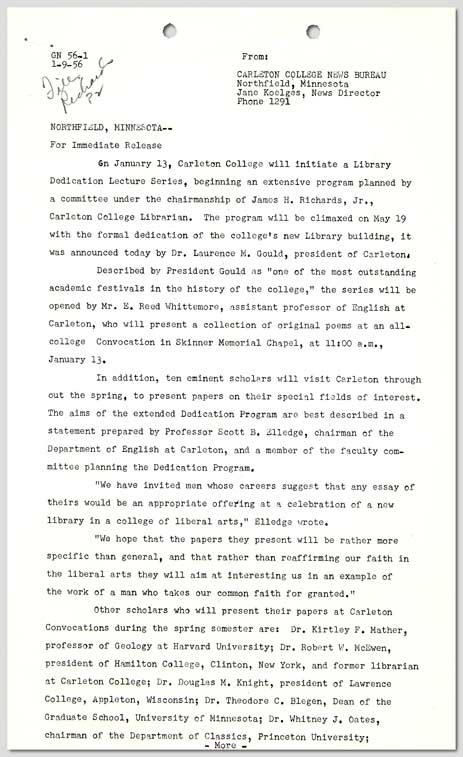 GN 56-1
1-9-56
File
Richards
From:
CARLETON COLLEGE NEWS BUREAU
Northfield, Minnesota
Jane Koelges, News Director
Phone 1291
NORTHFIELD, MINNESOTA--
For Immediate Release
On January 13, Carleton College will initiate a Library
Dedication Lecture Series, beginning an extensive program planned by
a committee under the chairmanship of James H. Richards, Jr.,
Carleton College Librarian. The program will be climaxed on May 19
with the formal dedication of the college's new Library building, it
was announced today by Dr. Laurence M. Gould, president of Carleton.
Described by President Gould as "one of the most outstanding
academic festivals in the history of the college," the series will be
opened by Mr. E. Reed Whittemore, assistant professor of English at
Carleton, who will present a collection of original poems at an all-
college Convocation in Skinner Memorial Chapel, at 11:00 a.m.,
January 13.
In addition, ten eminent scholars will visit Carleton through
out the spring, to present papers on their special fields of interest.
The aims of the extended Dedication Program are best described in a
statement prepared by Professor Scott B. Elledge, chairman of the
Department of English at Carleton, and a member of the faculty com-
mittee planning the Dedication Program.
"We have invited men whose careers suggest that any essay of
theirs would be an appropriate offering at a celebration of a new
library in a college of liberal arts," Elledge wrote.
"We hope that the papers they present will be rather more
specific than general, and that rather than reaffirming our faith in
the liberal arts they will aim at interesting us in an example of
the work of a man who takes our common faith for granted."
Other scholars who will present their papers at Carleton
Convocations during the spring semester are: Dr. Kirtley F. Mather,
professor of Geology at Harvard University; Dr. Robert W. McEwen,
president of Hamilton College, Clinton, New York, and former librarian
at Carleton College; Dr. Douglas M. Knight, president of Lawrence
College, Appleton, Wisconsin; Dr. Theodore C. Blegen, Dean of the
Graduate School, University of Minnesota; Dr. Whitney J. Oates,
chairman of the Department of Classics, Princeton University;
- More -